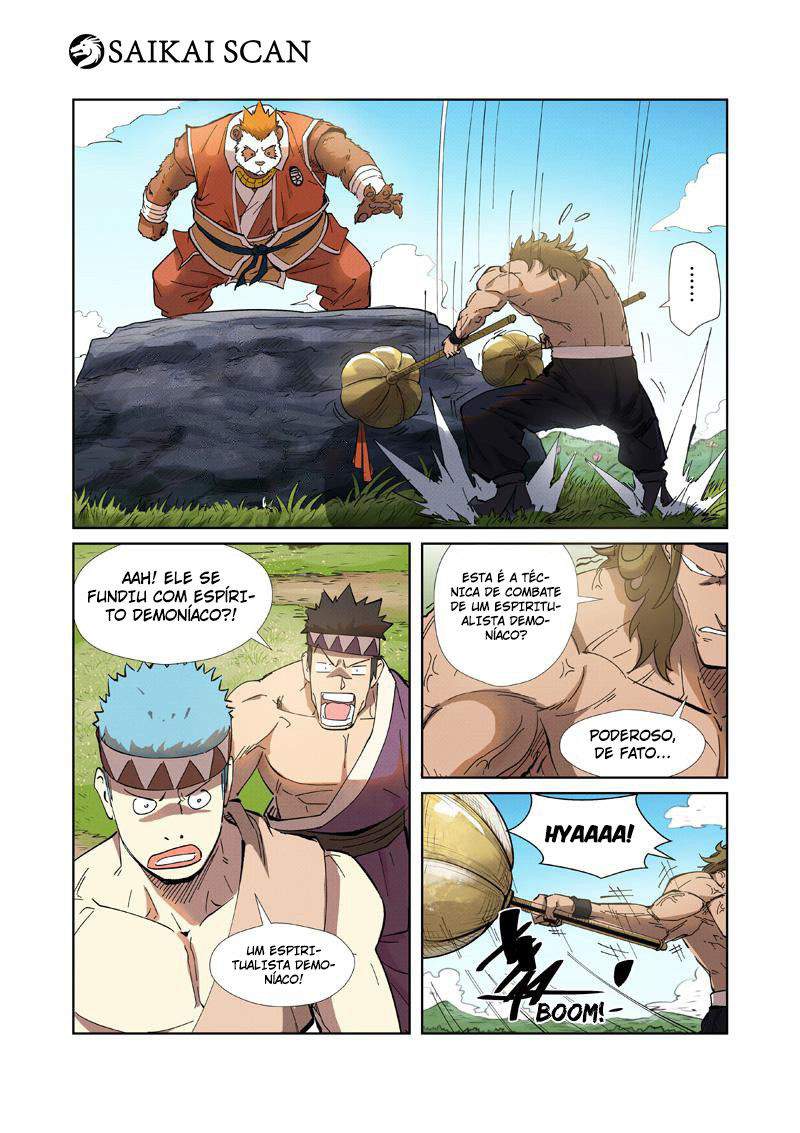 SAIKAI SCAN
......
AAH! ELE SE
FUNDIU COM ESPÍRI-
TO DEMONÍACO?!
UM ESPIRI-
TUALISTA DEMO-
NÍACO!
ESTA É A TÉC-
NICA DE COMBATE
DE UM ESPIRITU-
ALISTA DEMO-
NÍACO?
PODEROSO,
DE FATO...
HYAAAA!
BOOM!